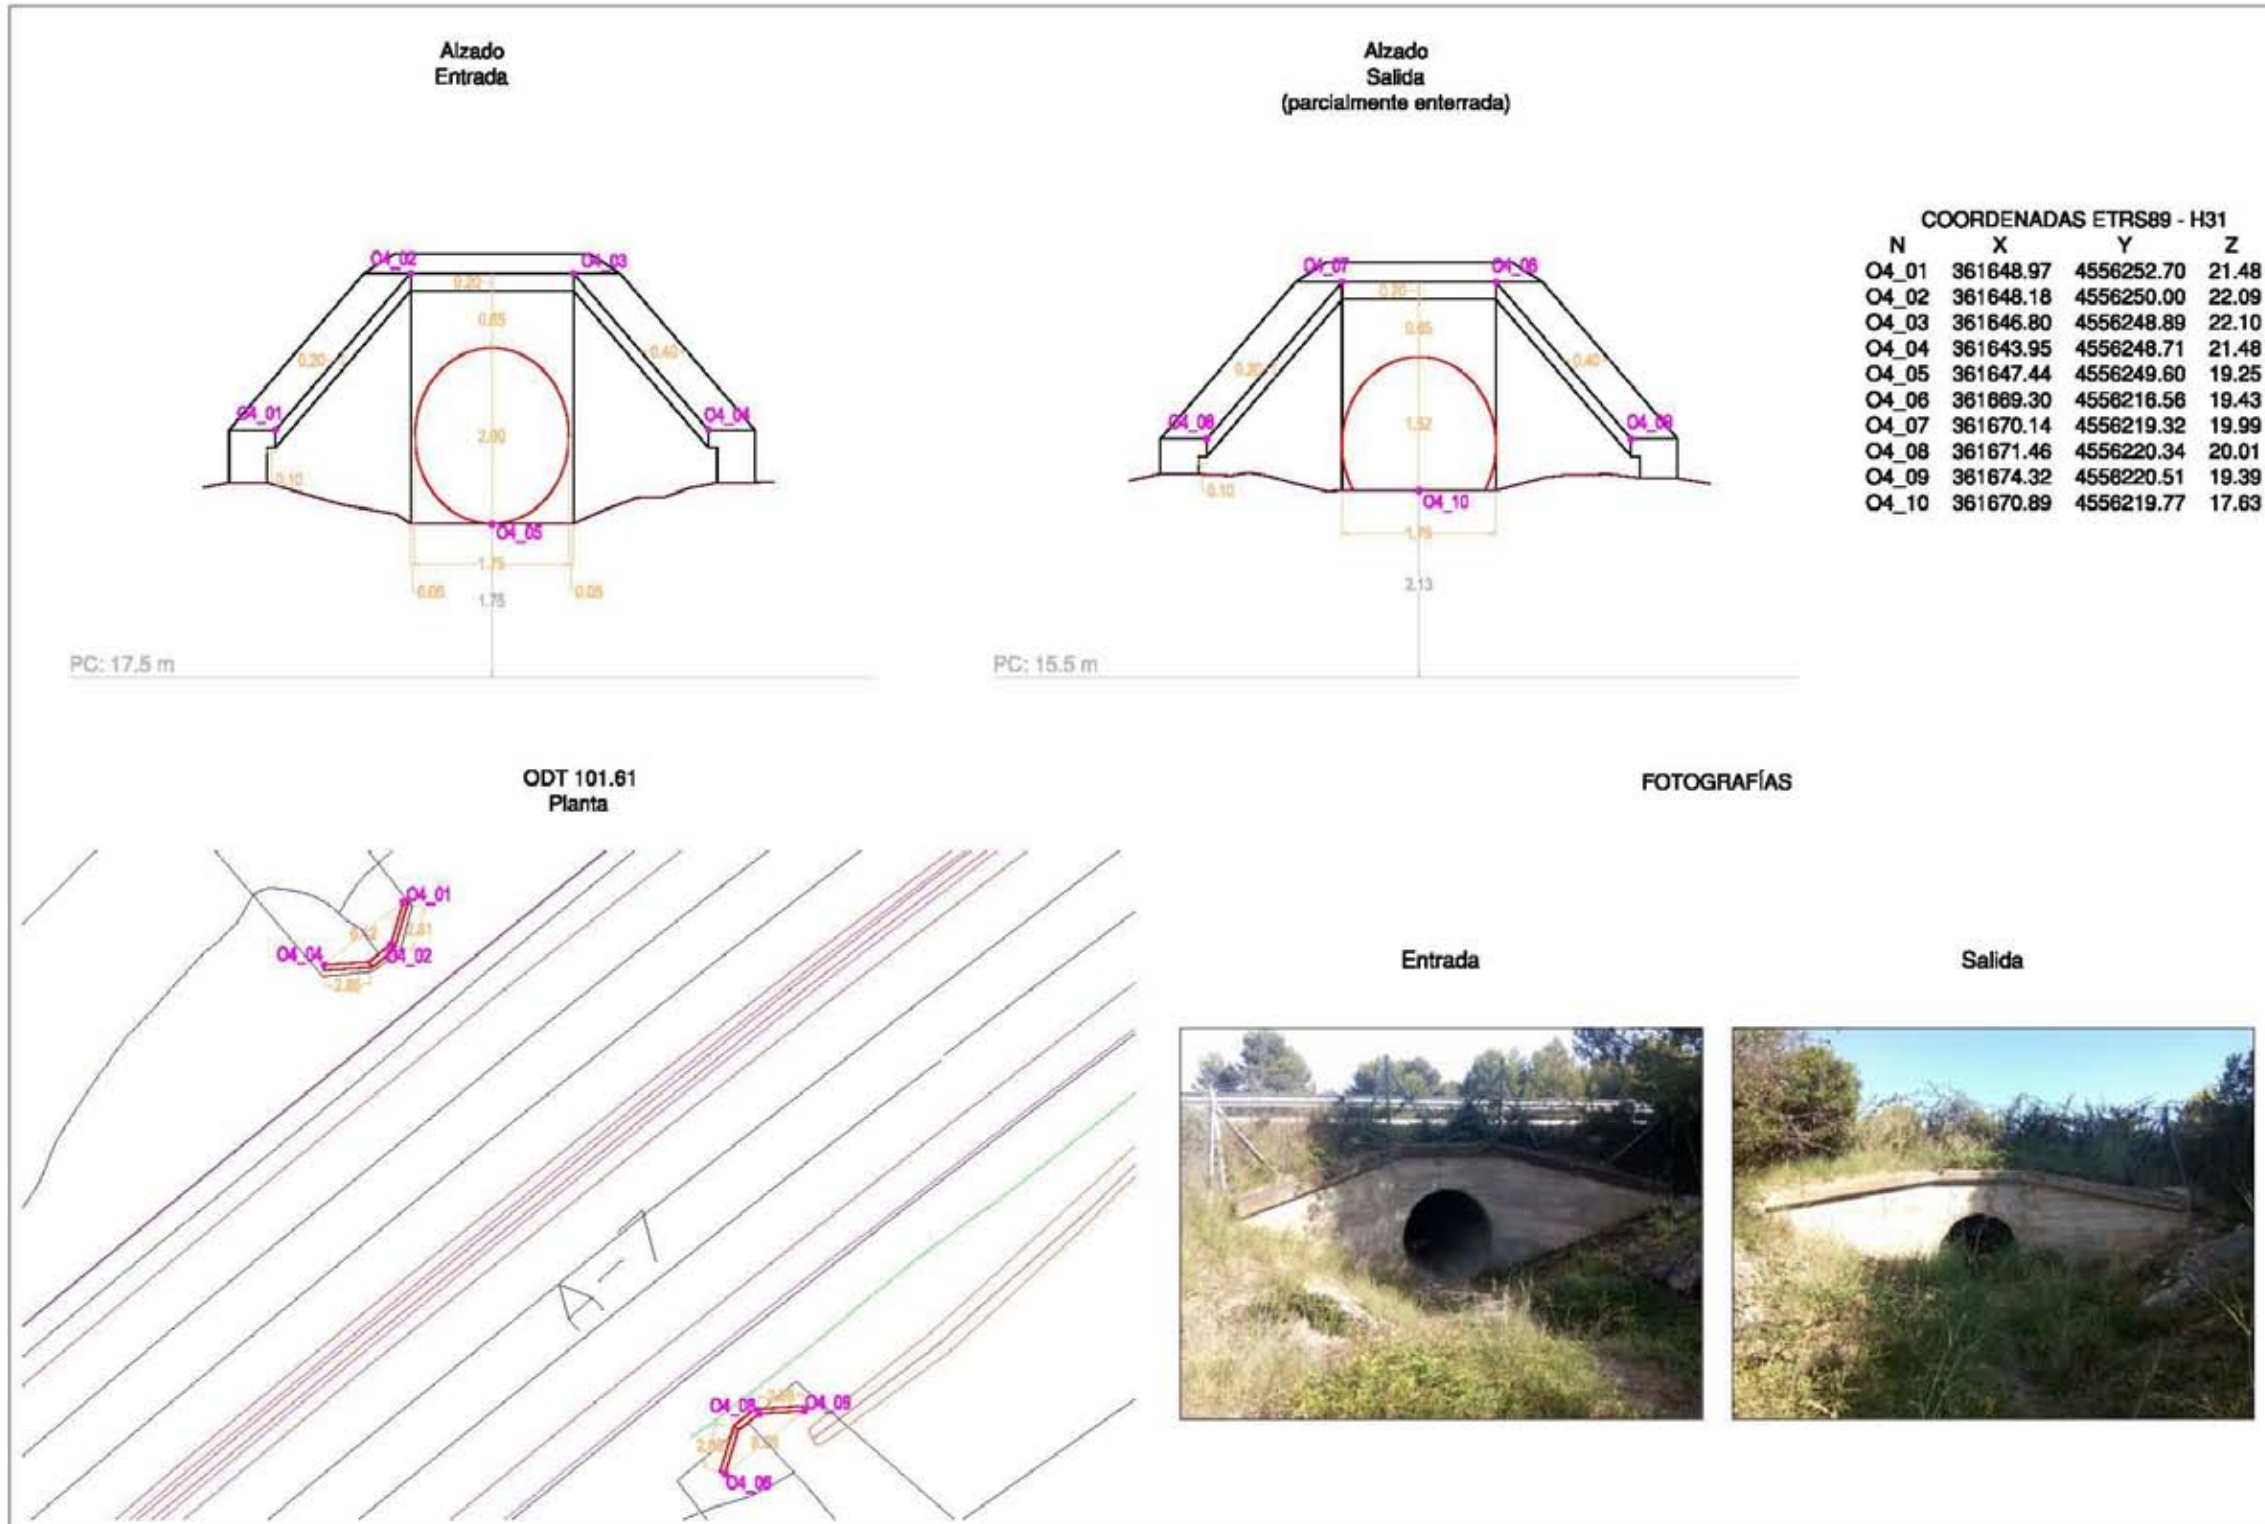 Alzado
Entrada
O4_02
O4_03
0.20
0.65
0.20
0.40
O4_01
O4_04
2.00
0.10
O4_05
1.75
0.05
0.05
1.75
PC: 17.5 m
Alzado
Salida
(parcialmente enterrada)
O4_07
O4_06
0.20
0.65
0.20
0.40
O4_08
O4_09
1.52
0.10
O4_10
1.75
2.13
PC: 15.5 m
COORDENADAS ETRS89 - H31
N X Y Z
O4_01 361648.97 4556252.70 21.48
O4_02 361648.18 4556250.00 22.09
O4_03 361646.80 4556248.89 22.10
O4_04 361643.95 4556248.71 21.48
O4_05 361647.44 4556249.60 19.25
O4_06 361669.30 4556216.56 19.43
O4_07 361670.14 4556219.32 19.99
O4_08 361671.46 4556220.34 20.01
O4_09 361674.32 4556220.51 19.39
O4_10 361670.89 4556219.77 17.63
ODT 101.61
Planta
O4_01
O4_04
O4_02
2.85
A-7
O4_08
O4_09
O4_06
FOTOGRAFÍAS
Entrada
Salida